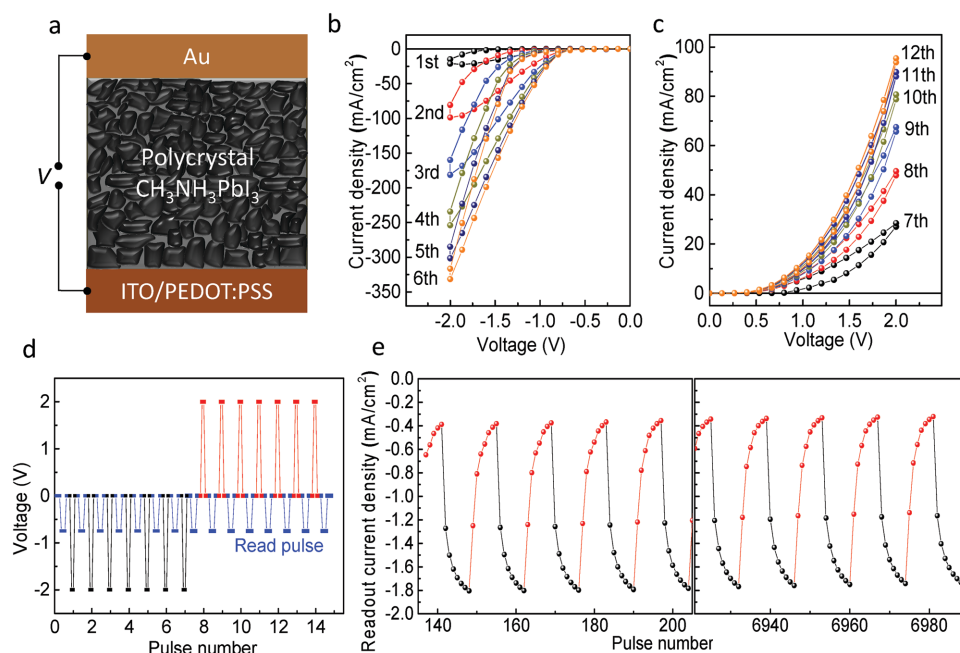 a
Au
Polycrystal
CH₃NH₃PbI₃
V
ITO/PEDOT:PSS
b
Current density (mA/cm²)
0
-50
-100
-150
-200
-250
-300
-350
1st
2nd
3rd
4th
5th
6th
-2.0 -1.5 -1.0 -0.5 0.0
Voltage (V)
c
Current density (mA/cm²)
100
80
60
40
20
0
12th
11th
10th
9th
8th
7th
0.0 0.5 1.0 1.5 2.0
Voltage (V)
d
Voltage (V)
2
1
0
-1
-2
Read pulse
0 2 4 6 8 10 12 14
Pulse number
e
Readout current density (mA/cm²)
0.0
-0.2
-0.4
-0.6
-0.8
-1.0
-1.2
-1.4
-1.6
-1.8
-2.0
140 160 180 200 6940 6960 6980
Pulse number